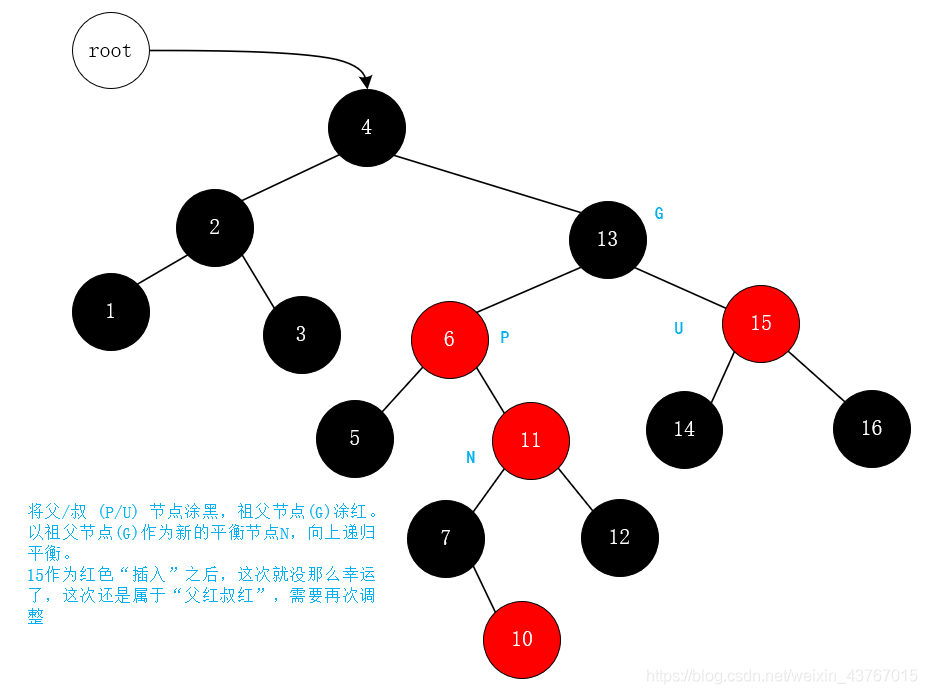 root
4
G
2
13
1
3
6
P
U
15
5
11
N
14
16
7
12
10
将父/叔 (P/U) 节点涂黑，祖父节点(G)涂红。
以祖父节点(G)作为新的平衡节点N，向上递归
平衡。
15作为红色“插入”之后，这次就没那么幸运
了，这次还是属于“父红叔红”，需要再次调
整
https://blog.csdn.net/weixin_43767015